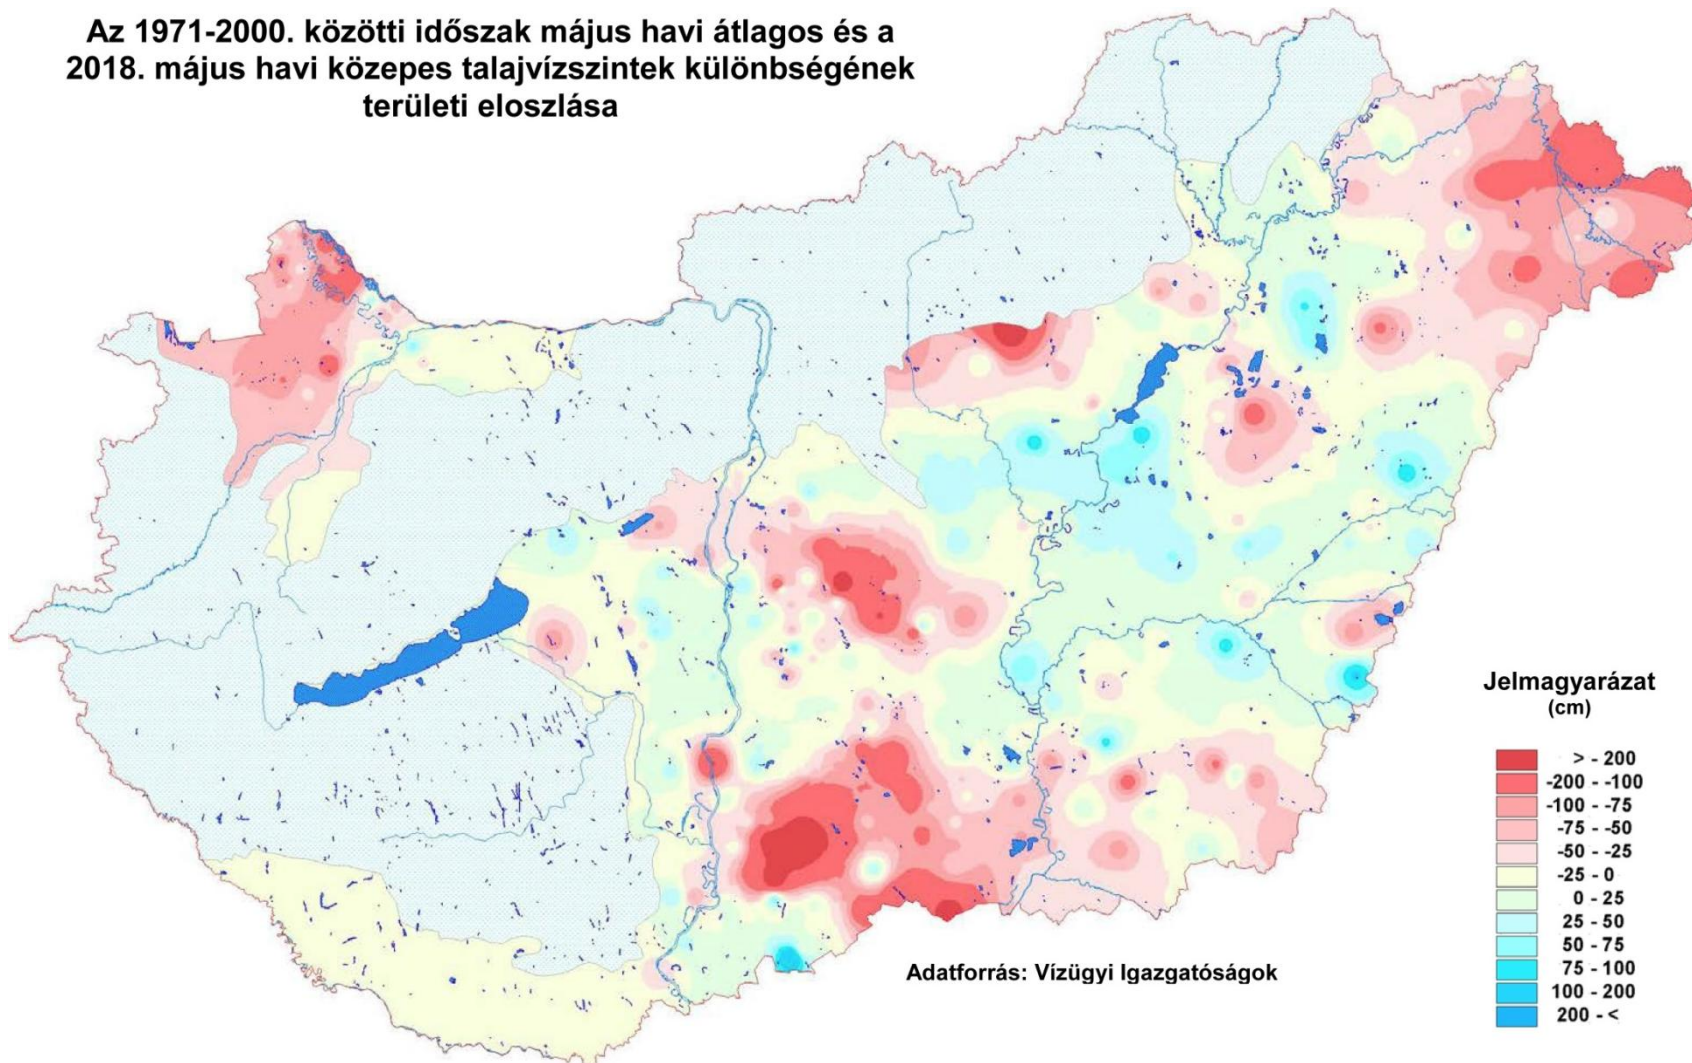 Az 1971-2000. közötti időszak május havi átlagos és a
2018. május havi közepes talajvízszintek különbségének
területi eloszlása
Jelmagyarázat
(cm)
> - 200
-200 - -100
-100 - -75
-75 - -50
-50 - -25
-25 - 0
0 - 25
25 - 50
50 - 75
75 - 100
100 - 200
200 - <
Adatforrás: Vízügyi Igazgatóságok